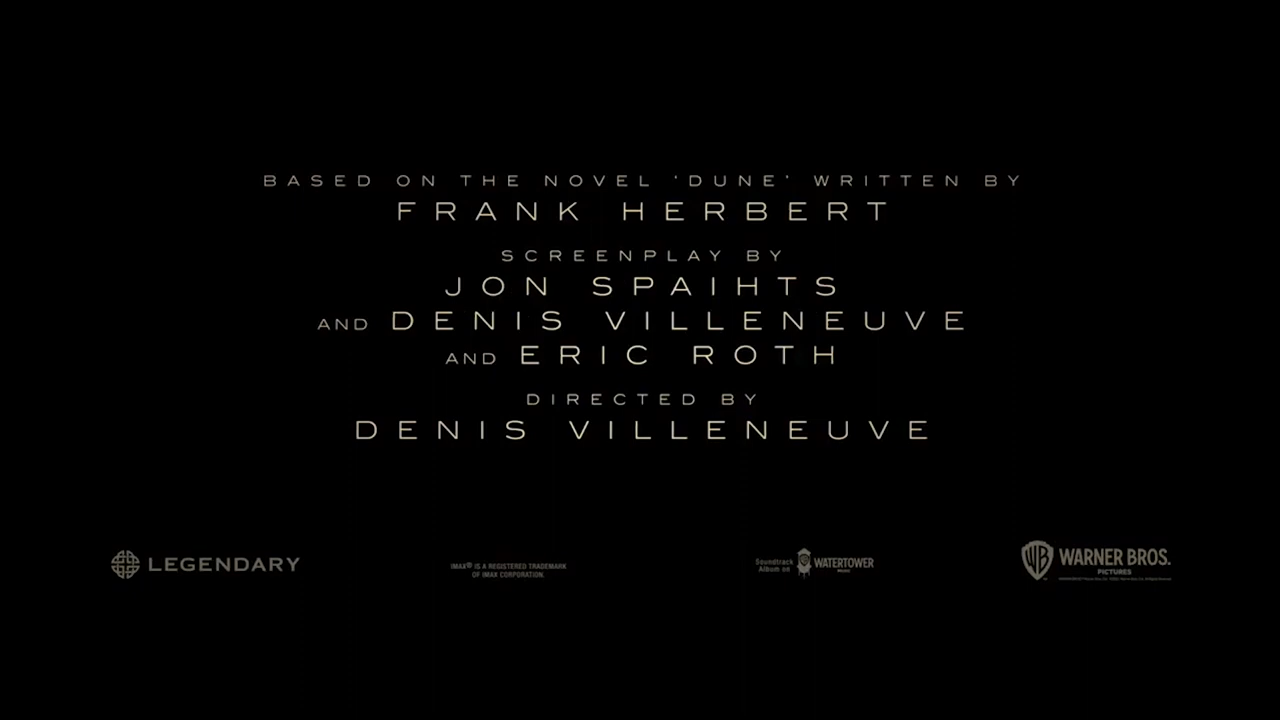 BASED ON THE NOVEL 'DUNE' WRITTEN BY
FRANK HERBERT
SCREENPLAY BY
JON SPAIHTS
AND DENIS VILLENEUVE
AND ERIC ROTH
DIRECTED BY
DENIS VILLENEUVE
LEGENDARY
IMAX® IS A REGISTERED TRADEMARK
OF IMAX CORPORATION.
Soundtrack
Album on
WATERTOWER
MUSIC
WB
WARNER BROS.
PICTURES